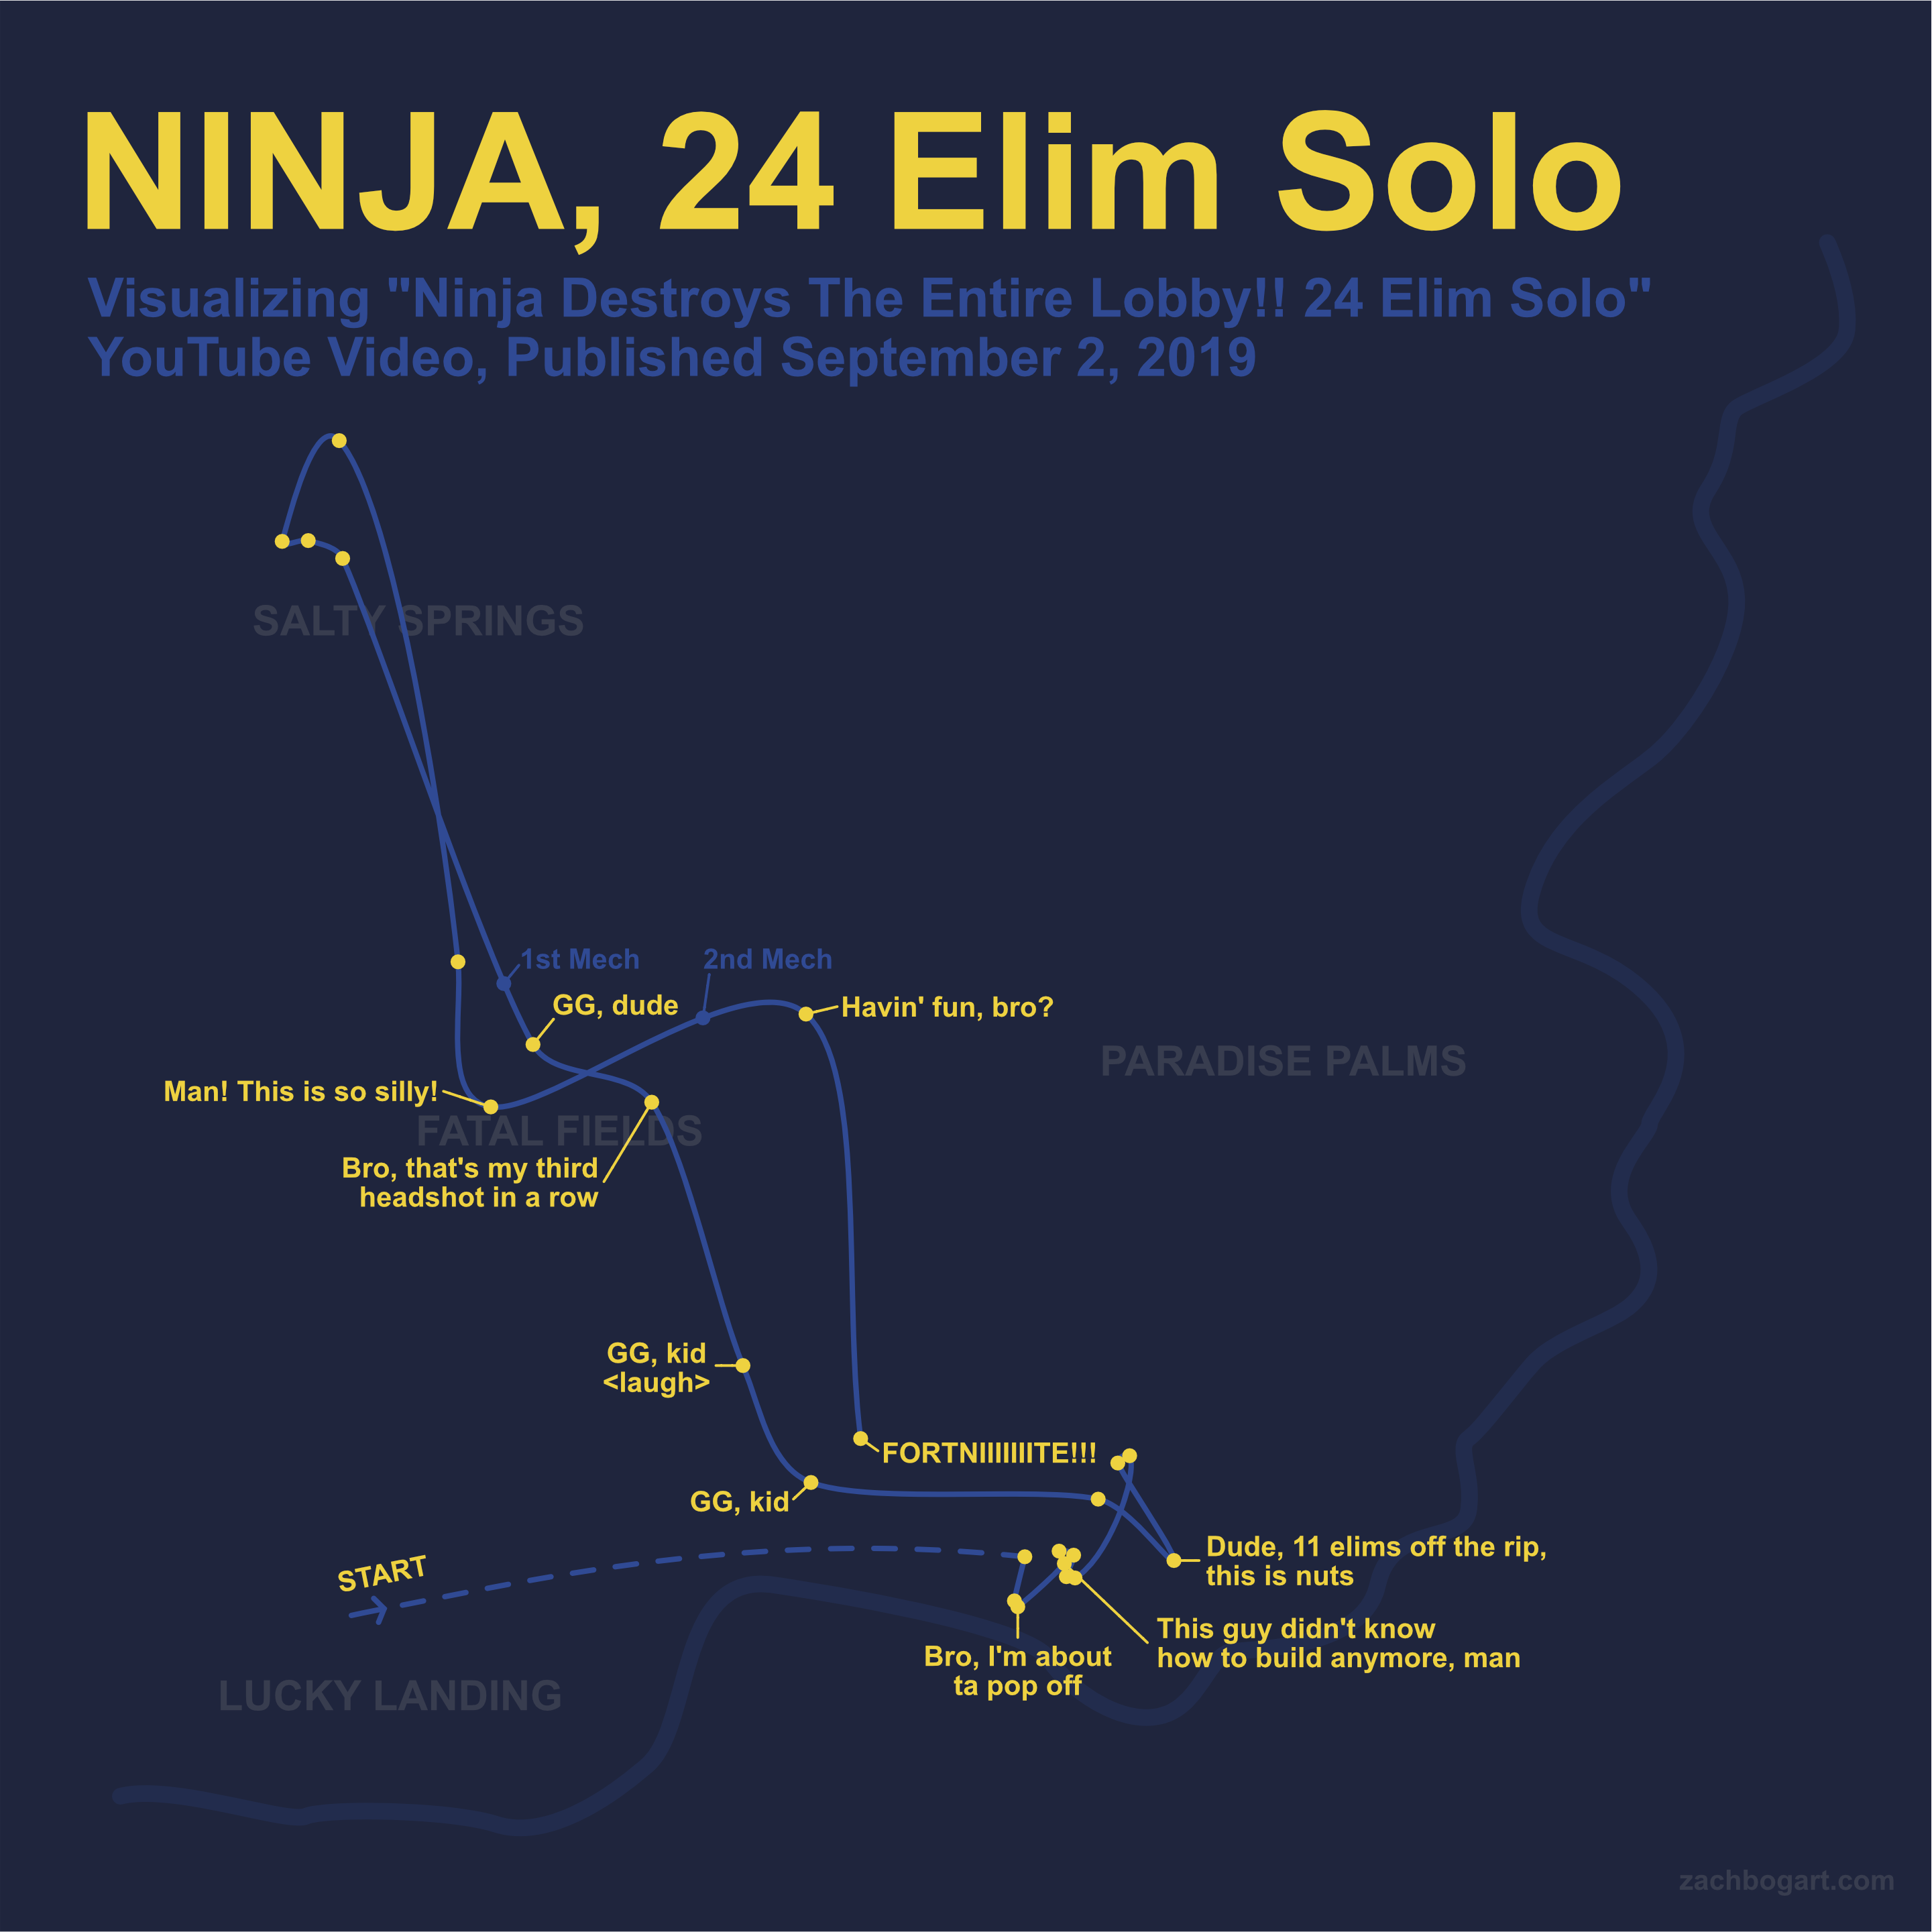 NINJA, 24 Elim Solo
Visualizing "Ninja Destroys The Entire Lobby!! 24 Elim Solo"
YouTube Video, Published September 2, 2019
SALTY SPRINGS
1st Mech
2nd Mech
GG, dude
Havin' fun, bro?
PARADISE PALMS
Man! This is so silly!
FATAL FIELDS
Bro, that's my third
headshot in a row
GG, kid
<laugh>
FORTNIIIIIIIITE!!!
GG, kid
Dude, 11 elims off the rip,
this is nuts
START
This guy didn't know
how to build anymore, man
Bro, I'm about
ta pop off
LUCKY LANDING
zachbogart.com